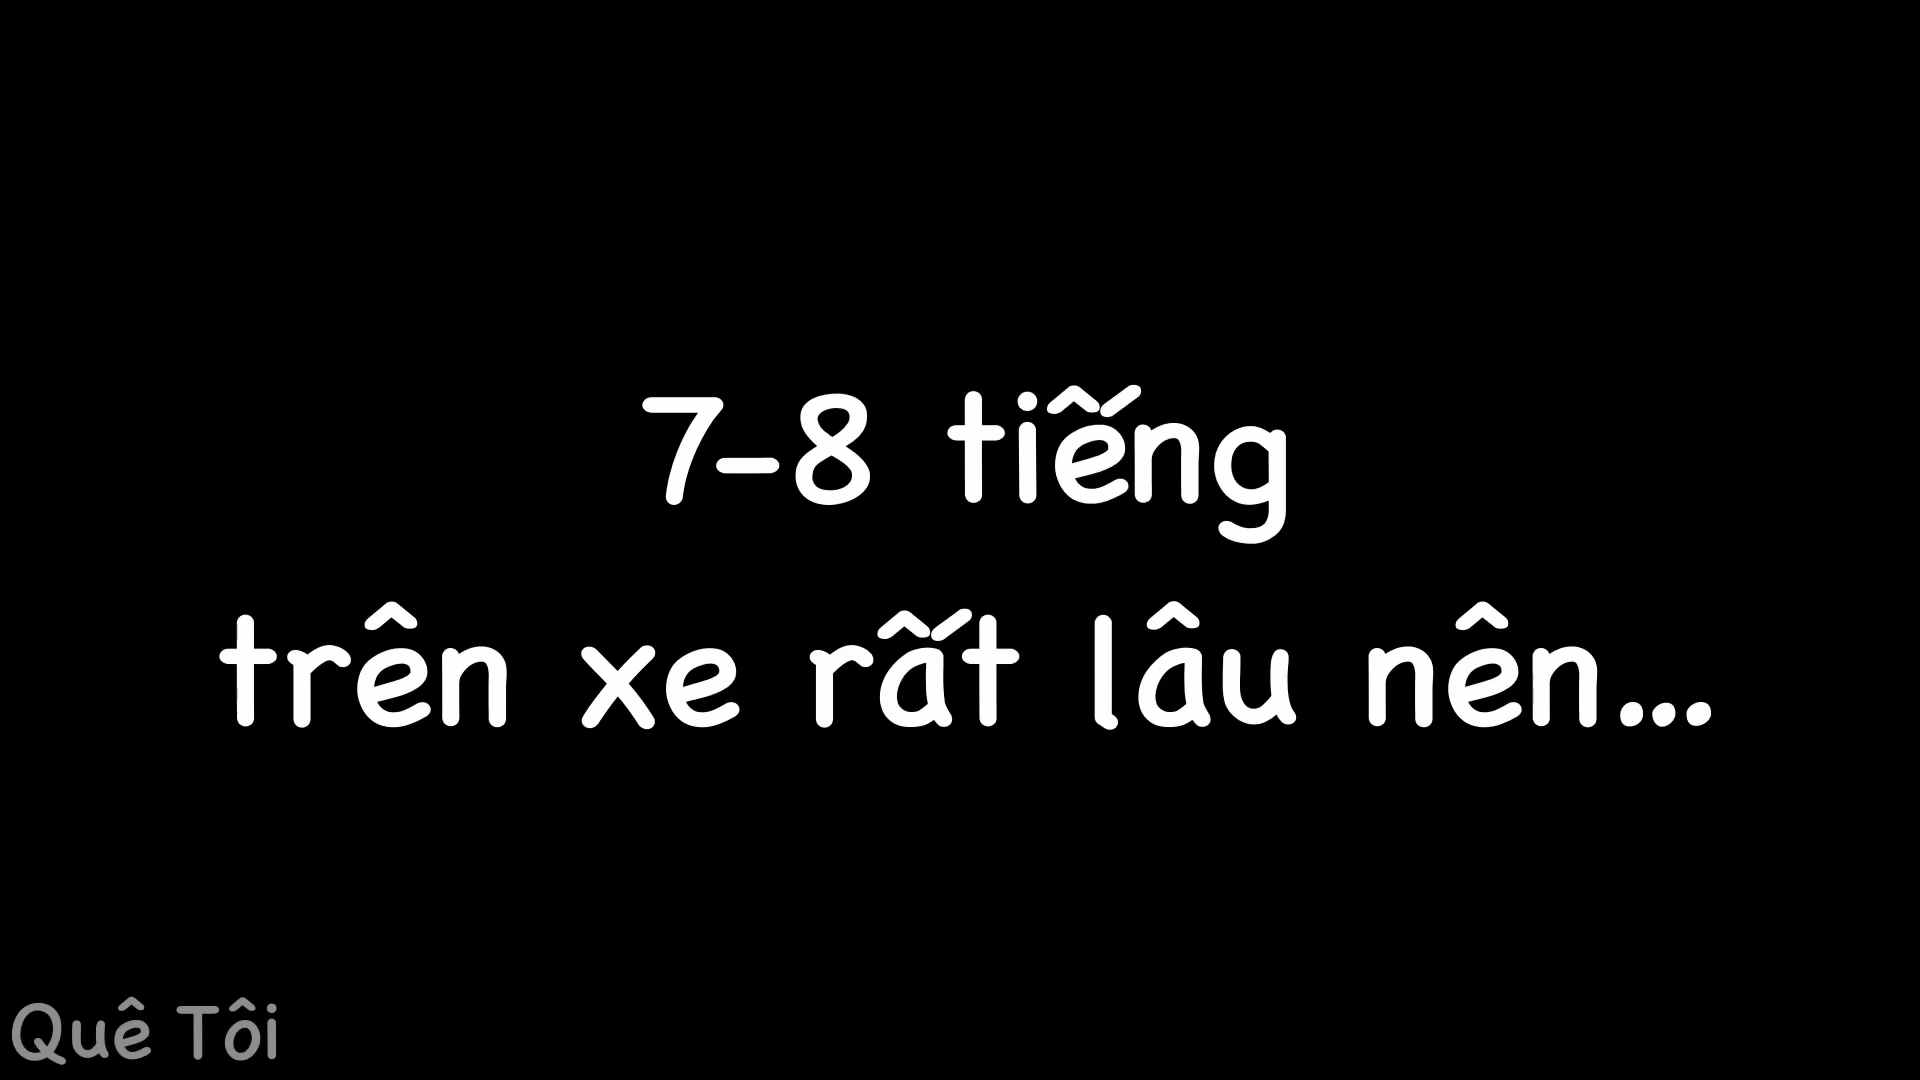 7-8 tiếng
trên xe rất lâu nên...
Quê Tôi